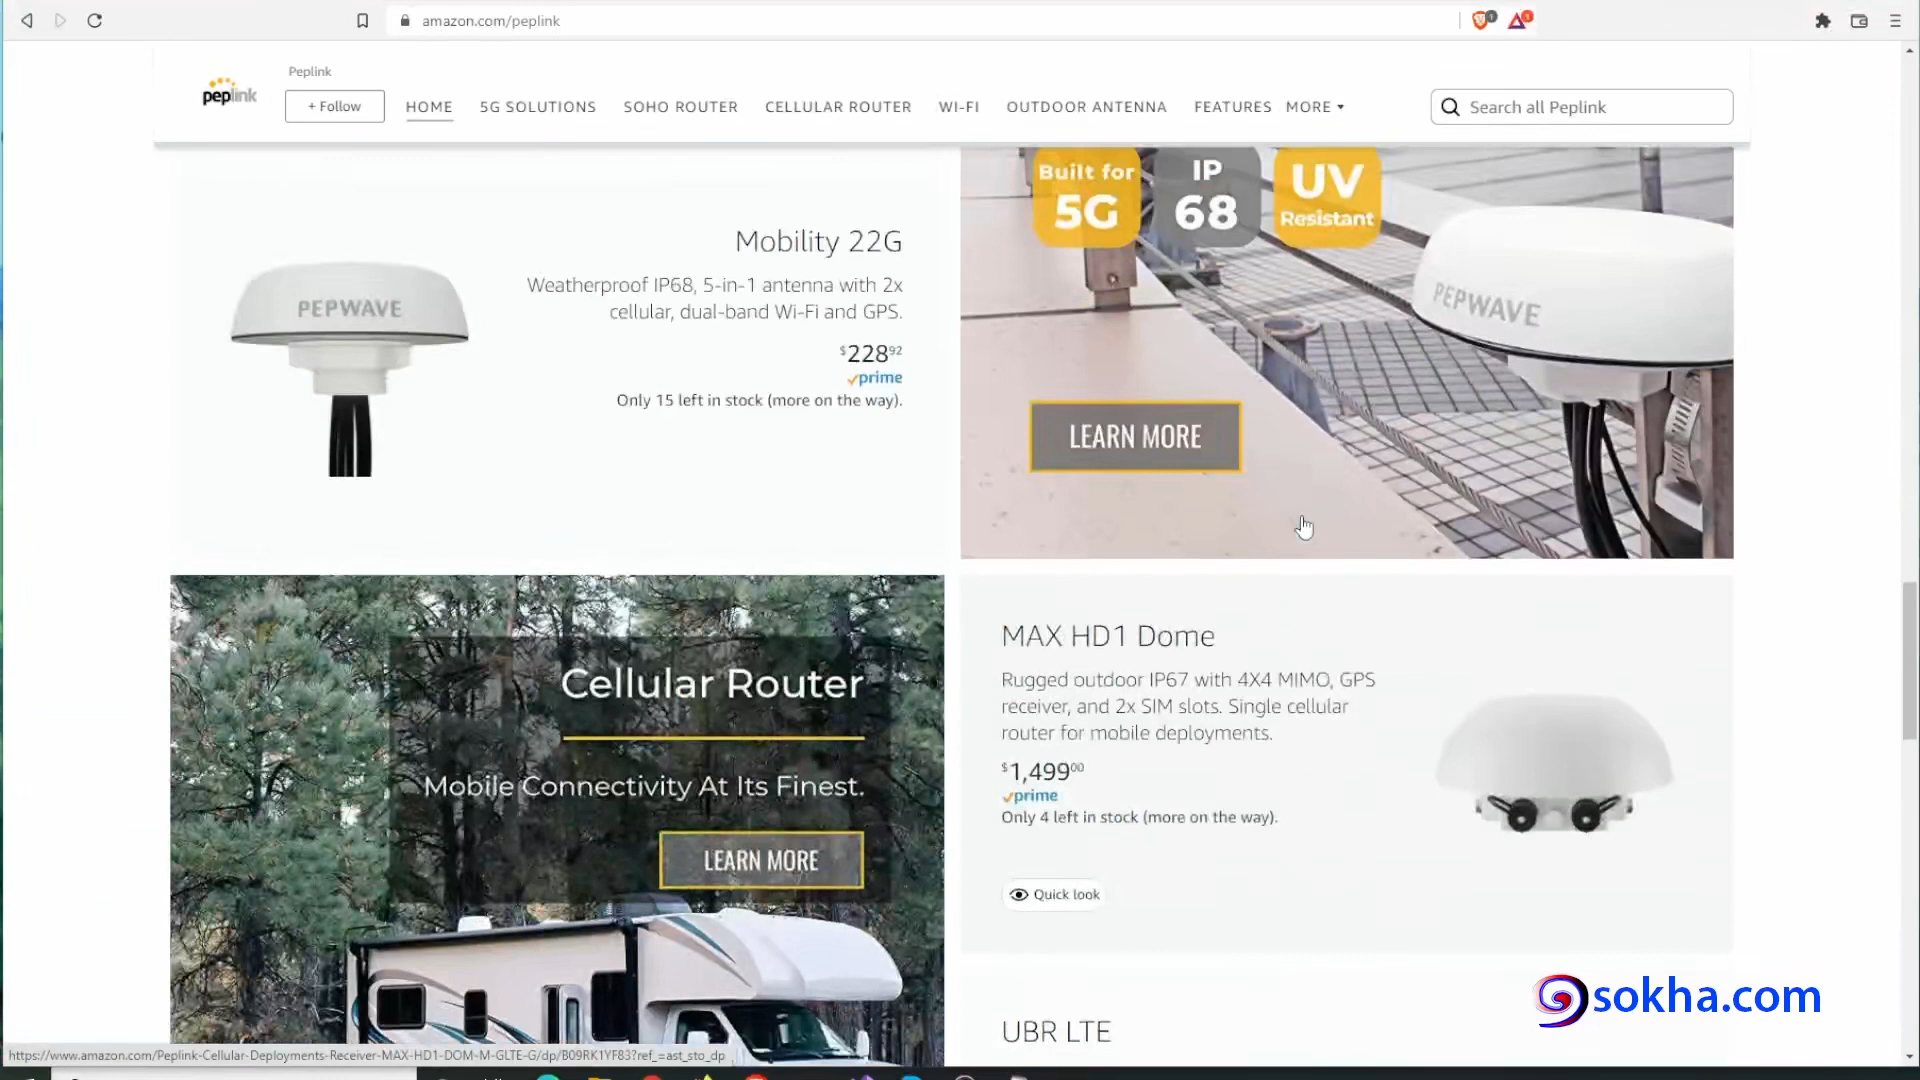 amazon.com/peplink
1
1
Peplink
peplink
+ Follow
HOME
5G SOLUTIONS
SOHO ROUTER
CELLULAR ROUTER
WI-FI
OUTDOOR ANTENNA
FEATURES
MORE
Search all Peplink
Mobility 22G
Weatherproof IP68, 5-in-1 antenna with 2x
cellular, dual-band Wi-Fi and GPS.
$228 92
prime
Only 15 left in stock (more on the way).
PEPWAVE
Built for
5G
IP
68
UV
Resistant
PEPWAVE
LEARN MORE
Cellular Router
Mobile Connectivity At Its Finest.
LEARN MORE
MAX HD1 Dome
Rugged outdoor IP67 with 4X4 MIMO, GPS
receiver, and 2x SIM slots. Single cellular
router for mobile deployments.
$1,499 00
prime
Only 4 left in stock (more on the way).
Quick look
UBR LTE
sokha.com
https://www.amazon.com/Peplink-Cellular-Deployments-Receiver-MAX-HD1-DOM-M-GLTE-G/dp/B09RK1YF83?ref_=ast_sto_dp